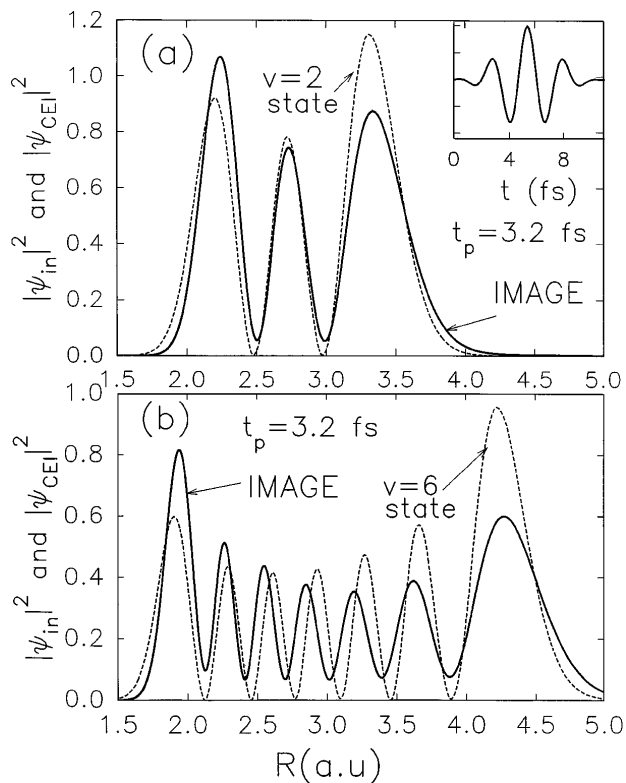 |ψ_in|² and |ψ_CEI|²
1.2
1.0
0.8
0.6
0.4
0.2
0.0
(a)
v=2
state
0 4 8
t (fs)
t_p=3.2 fs
IMAGE
1.5 2.0 2.5 3.0 3.5 4.0 4.5 5.0
|ψ_in|² and |ψ_CEI|²
1.0
0.8
0.6
0.4
0.2
0.0
(b)
t_p=3.2 fs
IMAGE
v=6
state
1.5 2.0 2.5 3.0 3.5 4.0 4.5 5.0
R(a.u)